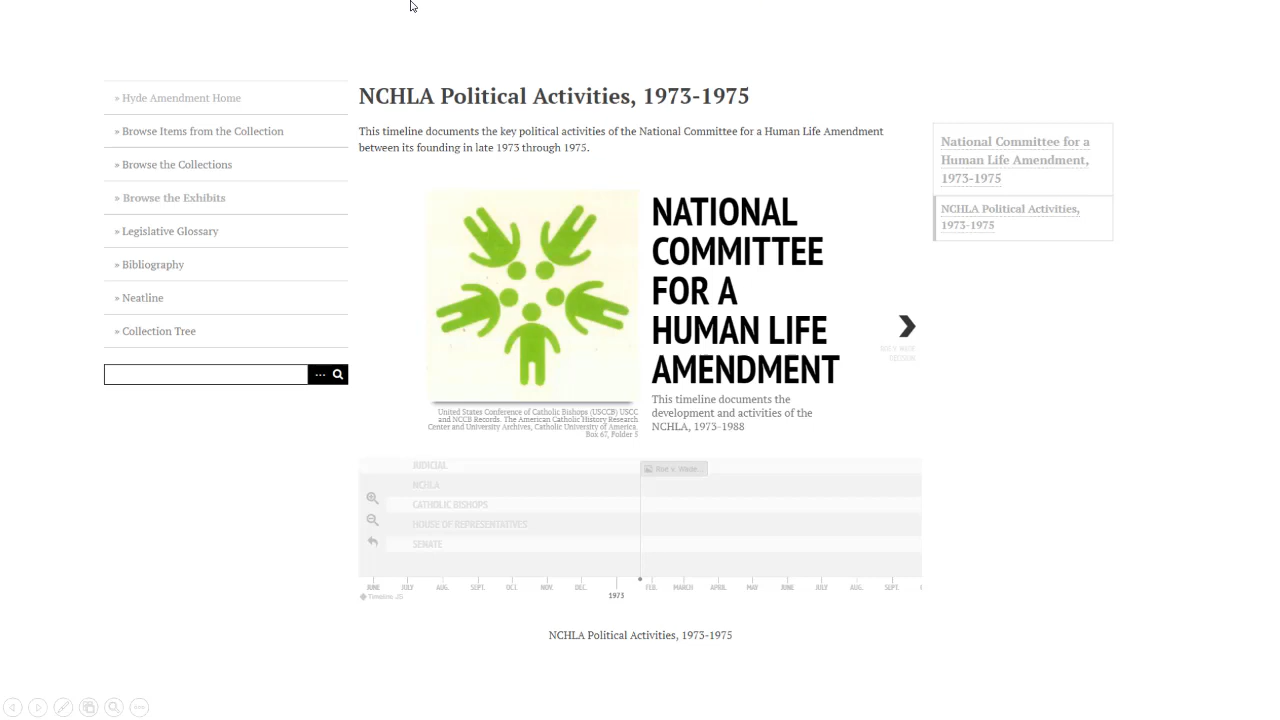 » Hyde Amendment Home
» Browse Items from the Collection
» Browse the Collections
» Browse the Exhibits
» Legislative Glossary
» Bibliography
» Neatline
» Collection Tree
NCHLA Political Activities, 1973-1975
This timeline documents the key political activities of the National Committee for a Human Life Amendment
between its founding in late 1973 through 1975.
NATIONAL
COMMITTEE
FOR A
HUMAN LIFE
AMENDMENT
This timeline documents the
development and activities of the
NCHLA, 1973-1988
United States Conference of Catholic Bishops (USCCB) USCC
and NCCB Records. The American Catholic History Research
Center and University Archives, Catholic University of America,
Box 67, Folder 5
ROE V. WADE
DECISION
JUDICIAL
Roe v. Wade...
NCHLA
CATHOLIC BISHOPS
HOUSE OF REPRESENTATIVES
SENATE
JUNE JULY AUG. SEPT. OCT. NOV. DEC. 1973 FEB. MARCH APRIL MAY JUNE JULY AUG. SEPT.
Timeline JS
NCHLA Political Activities, 1973-1975
National Committee for a
Human Life Amendment,
1973-1975
NCHLA Political Activities,
1973-1975